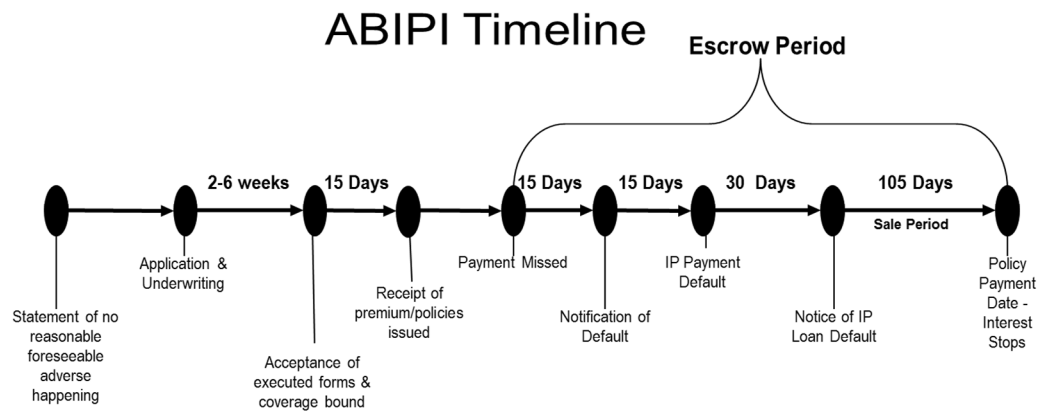 ABIPI Timeline
Escrow Period
2-6 weeks
15 Days
15 Days
15 Days
30 Days
105 Days
Sale Period
Statement of no
reasonable
foreseeable
adverse
happening
Application &
Underwriting
Acceptance of
executed forms &
coverage bound
Receipt of
premium/policies
issued
Payment Missed
Notification of
Default
IP Payment
Default
Notice of IP
Loan Default
Policy
Payment
Date -
Interest
Stops